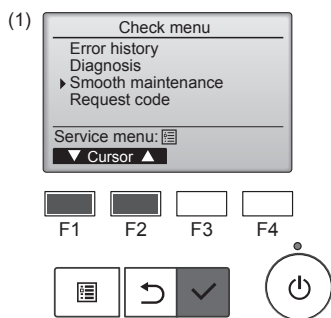 (1)
Check menu
Error history
Diagnosis
Smooth maintenance
Request code
Service menu:
▼ Cursor ▲
F1 F2 F3 F4